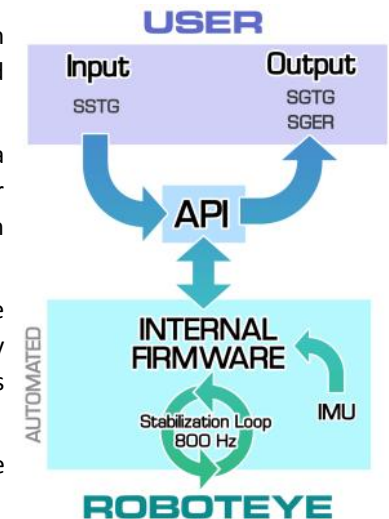 USER
Input Output
SSTG SGTG
SGER
API
AUTOMATED
INTERNAL
FIRMWARE
Stabilization Loop
800 Hz
IMU
ROBOTEYE